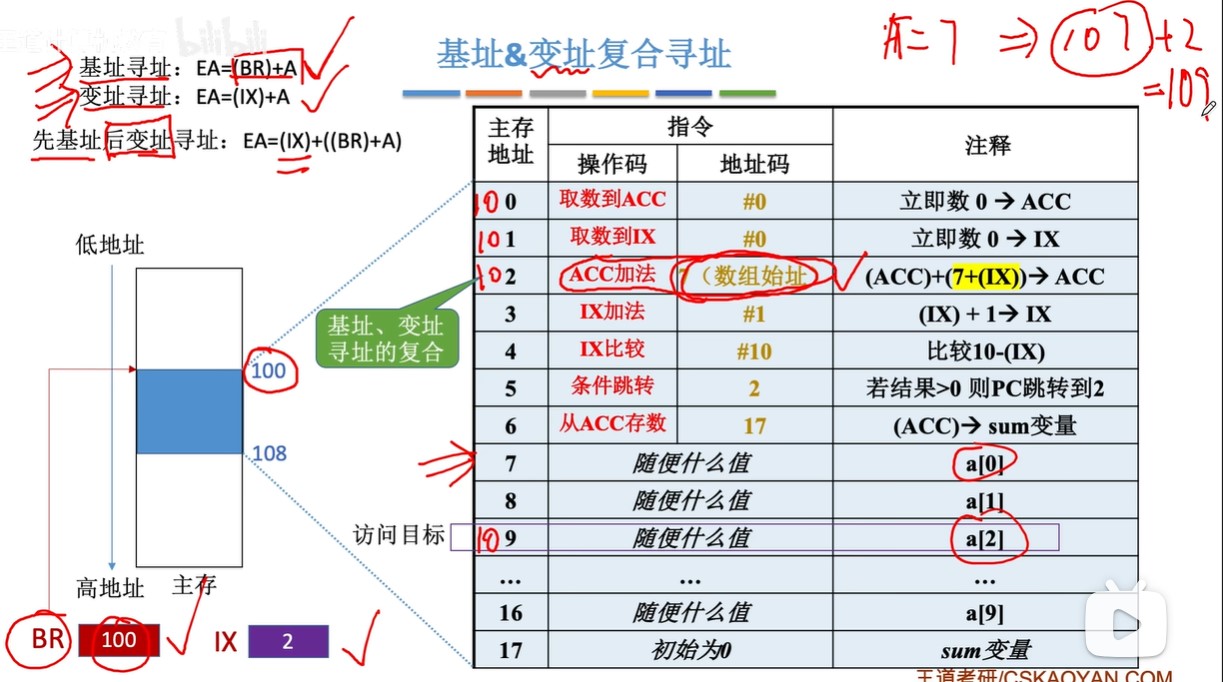 bilibili
基址&变址复合寻址
A=7 ⇒ 107+2
=109
基址寻址：EA=(BR)+A
变址寻址：EA=(IX)+A
先基址后变址寻址：EA=(IX)+((BR)+A)
主存地址 指令 注释
操作码 地址码
10 0 取数到ACC #0 立即数 0 → ACC
10 1 取数到IX #0 立即数 0 → IX
10 2 ACC加法 7（数组始址 (ACC)+(7+(IX))→ ACC
3 IX加法 #1 (IX) + 1→ IX
4 IX比较 #10 比较10-(IX)
5 条件跳转 2 若结果>0 则PC跳转到2
6 从ACC存数 17 (ACC)→ sum变量
7 随便什么值 a[0]
8 随便什么值 a[1]
10 9 随便什么值 a[2]
... ... ...
16 随便什么值 a[9]
17 初始为0 sum变量
基址、变址
寻址的复合
访问目标
低地址
100
108
高地址
主存
BR 100 IX 2
王道考研/CSKAOYAN.COM